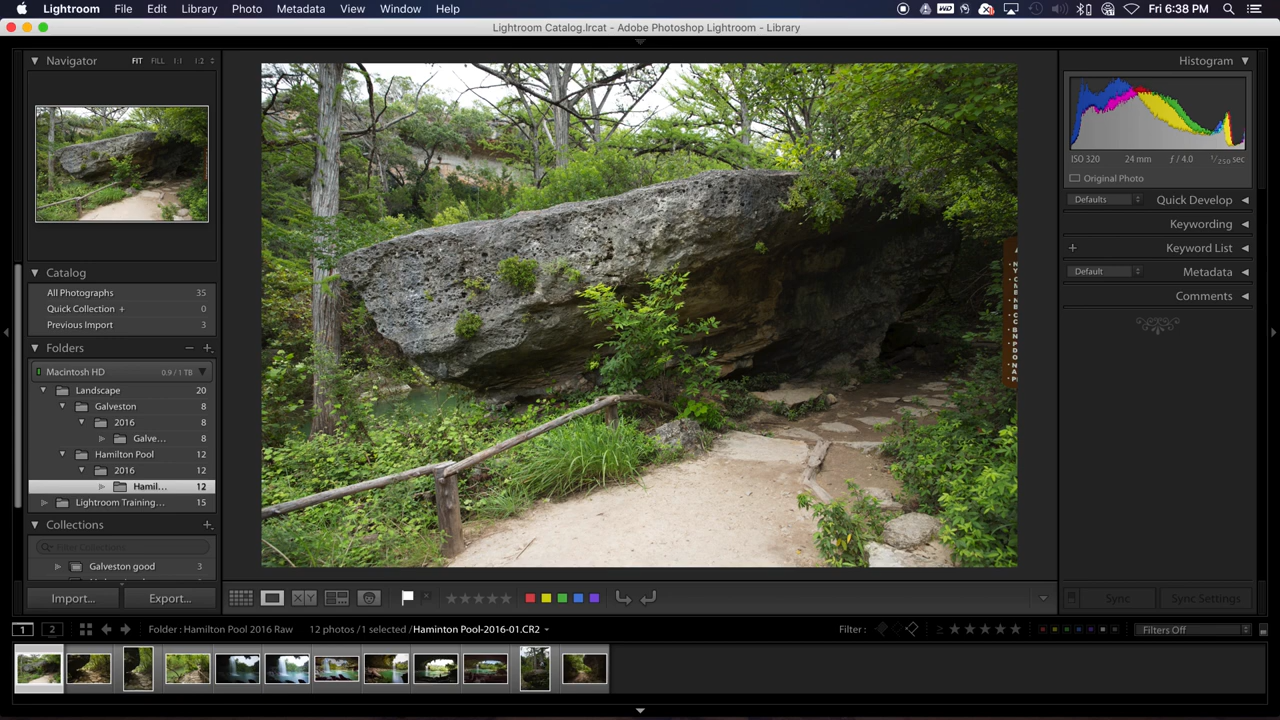 Lightroom File Edit Library Photo Metadata View Window Help Fri 6:38 PM
Lightroom Catalog.lrcat - Adobe Photoshop Lightroom - Library
Navigator FIT FILL 1:1 1:2
Catalog
All Photographs 35
Quick Collection + 0
Previous Import 3
Folders
Macintosh HD 0.9 / 1 TB
Landscape 20
Galveston 8
2016 8
Galve... 8
Hamilton Pool 12
2016 12
Hamil... 12
Lightroom Training... 15
Collections
Filter Collections
Galveston good 3
Import... Export...
Histogram
ISO 320 24 mm ƒ / 4.0 1/250 sec
Original Photo
Defaults Quick Develop
Keywording
Keyword List
Default Metadata
Comments
XY
Sync Sync Settings
1 2 Folder : Hamilton Pool 2016 Raw 12 photos / 1 selected / Haminton Pool-2016-01.CR2 Filter : Filters Off